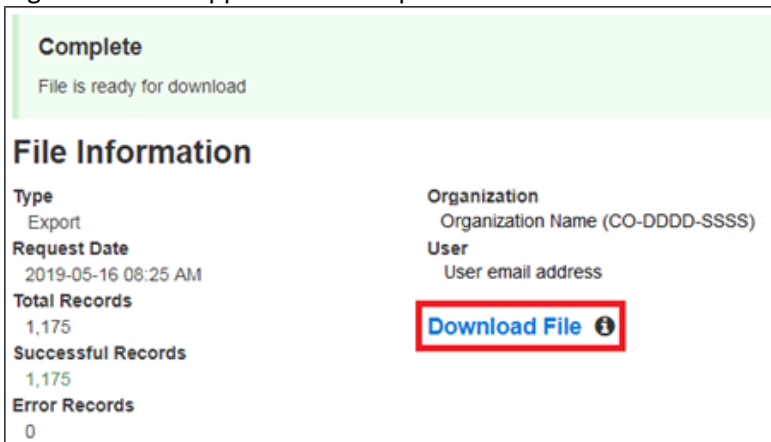 Complete
File is ready for download
File Information
Type
Export
Request Date
2019-05-16 08:25 AM
Total Records
1,175
Successful Records
1,175
Error Records
0
Organization
Organization Name (CO-DDDD-SSSS)
User
User email address
Download File